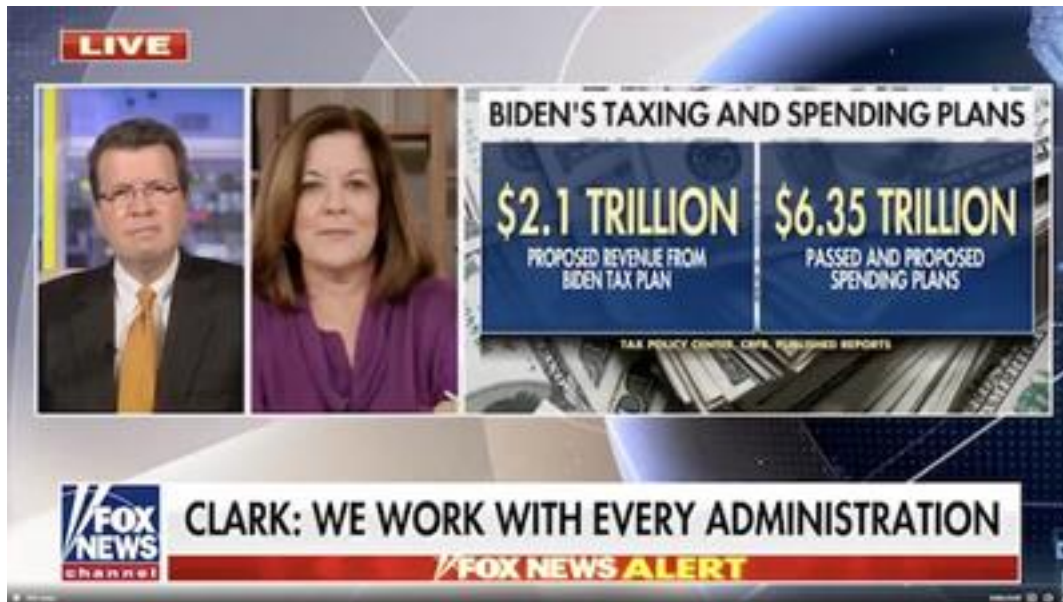 LIVE
BIDEN'S TAXING AND SPENDING PLANS
$2.1 TRILLION
PROPOSED REVENUE FROM
BIDEN TAX PLAN
$6.35 TRILLION
PASSED AND PROPOSED
SPENDING PLANS
TAX POLICY CENTER, CRFB, PUBLISHED REPORTS
FOX
NEWS
channel
CLARK: WE WORK WITH EVERY ADMINISTRATION
FOX NEWS ALERT